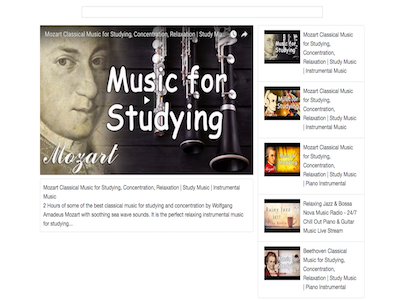 Mozart Classical Music for Studying, Concentration, Relaxation | Study Mu...
Music for
Studying
Mozart
Mozart Classical Music for Studying, Concentration, Relaxation | Study Music | Instrumental
Music
2 Hours of some of the best classical music for studying and concentration by Wolfgang
Amadeus Mozart with soothing sea wave sounds. It is the perfect relaxing instrumental music
for studying...
Music for
Studying
Mozart Classical Music
for Studying,
Concentration,
Relaxation | Study Music
| Instrumental Music
Mozart Classical Music
for Studying,
Concentration,
Relaxation | Study Music
| Instrumental Music
Mozart Classical Music
for Studying,
Concentration,
Relaxation | Study Music
| Piano Instrumental
Relaxing Jazz & Bossa
Nova Music Radio - 24/7
Chill Out Piano & Guitar
Music Live Stream
Beethoven Classical
Music for Studying,
Concentration,
Relaxation | Study Music
| Piano Instrumental